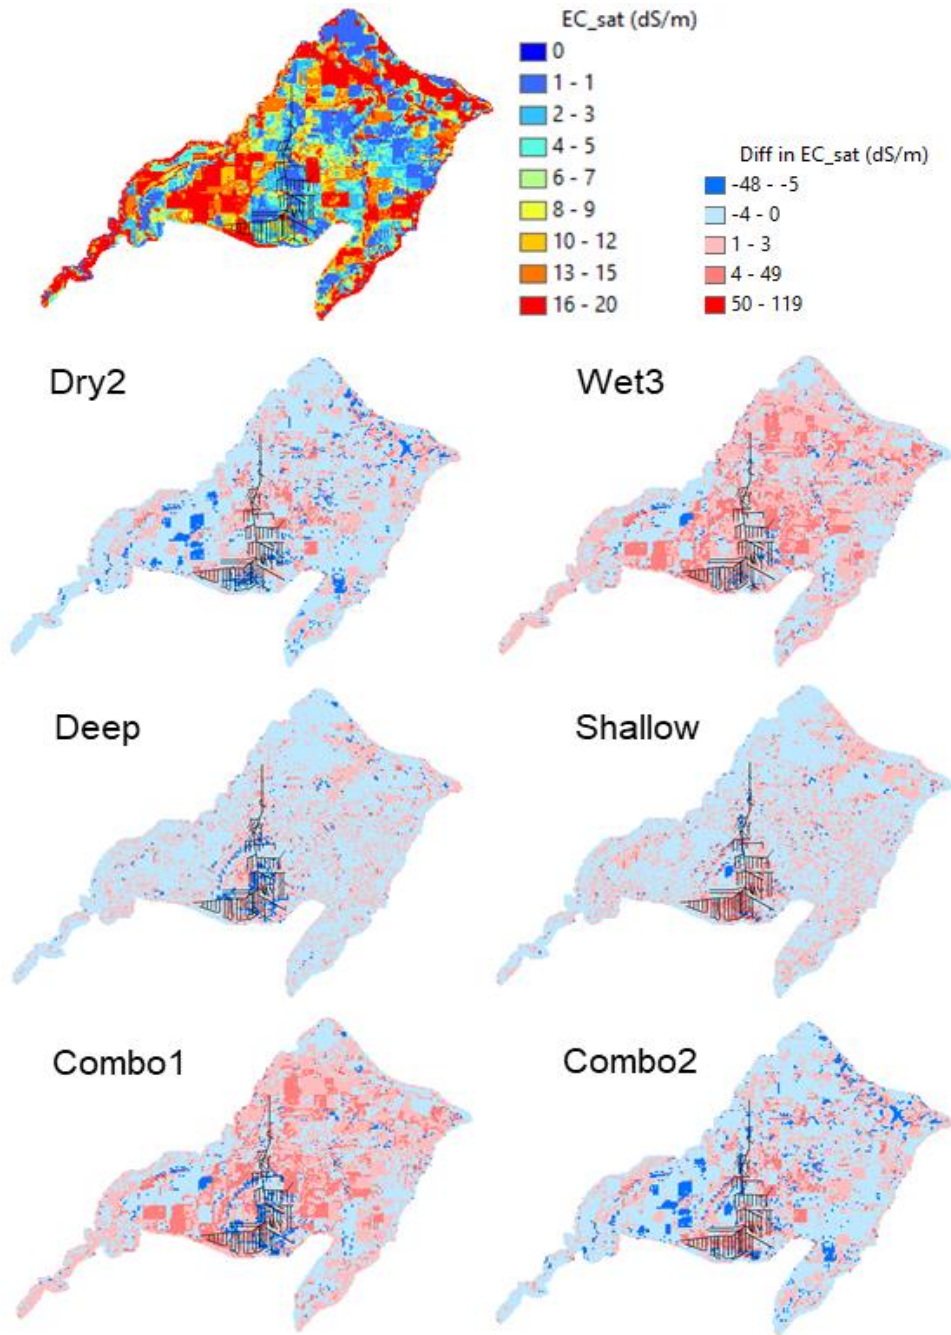 EC_sat (dS/m)
0
1 - 1
2 - 3
4 - 5
6 - 7
8 - 9
10 - 12
13 - 15
16 - 20
Diff in EC_sat (dS/m)
-48 - -5
-4 - 0
1 - 3
4 - 49
50 - 119
Dry2
Wet3
Deep
Shallow
Combo1
Combo2